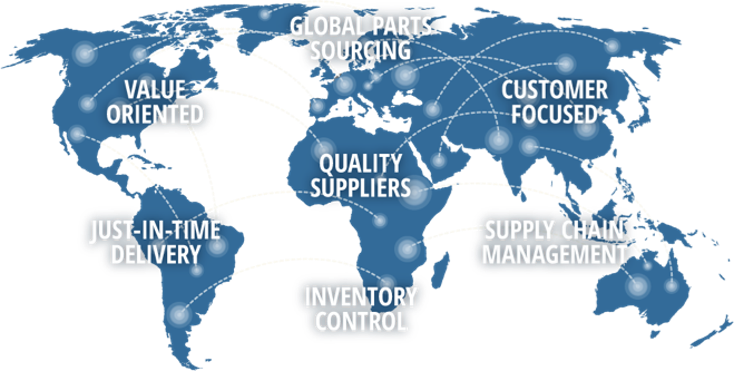 GLOBAL PARTS
SOURCING
VALUE
ORIENTED
CUSTOMER
FOCUSED
QUALITY
SUPPLIERS
JUST-IN-TIME
DELIVERY
SUPPLY CHAIN
MANAGEMENT
INVENTORY
CONTROL